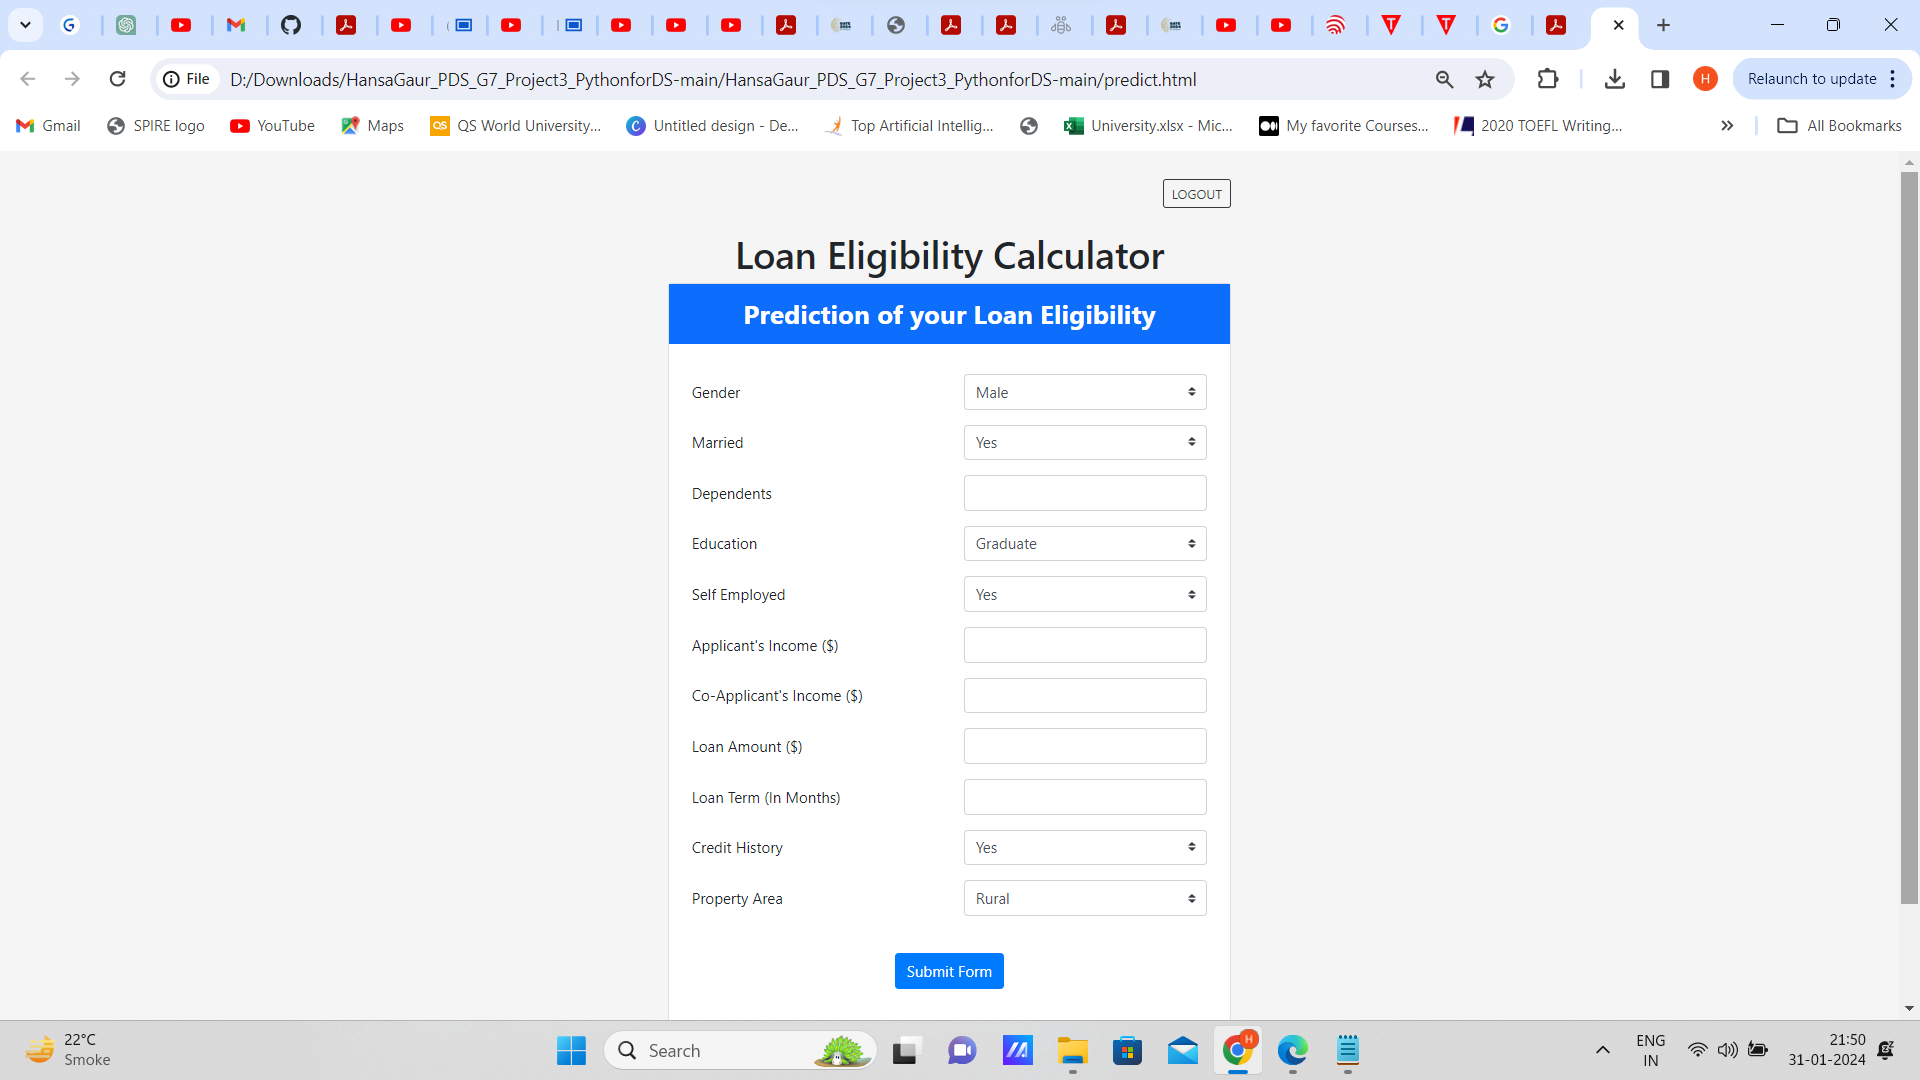 File
D:/Downloads/HansaGaur_PDS_G7_Project3_PythonforDS-main/HansaGaur_PDS_G7_Project3_PythonforDS-main/predict.html
H
Relaunch to update
Gmail
SPIRE logo
YouTube
Maps
QS World University...
Untitled design - De...
Top Artificial Intellig...
University.xlsx - Mic...
My favorite Courses...
2020 TOEFL Writing...
All Bookmarks
LOGOUT
Loan Eligibility Calculator
Prediction of your Loan Eligibility
Gender Male
Married Yes
Dependents
Education Graduate
Self Employed Yes
Applicant's Income ($)
Co-Applicant's Income ($)
Loan Amount ($)
Loan Term (In Months)
Credit History Yes
Property Area Rural
Submit Form
22°C
Smoke
Search
H
ENG
IN
21:50
31-01-2024